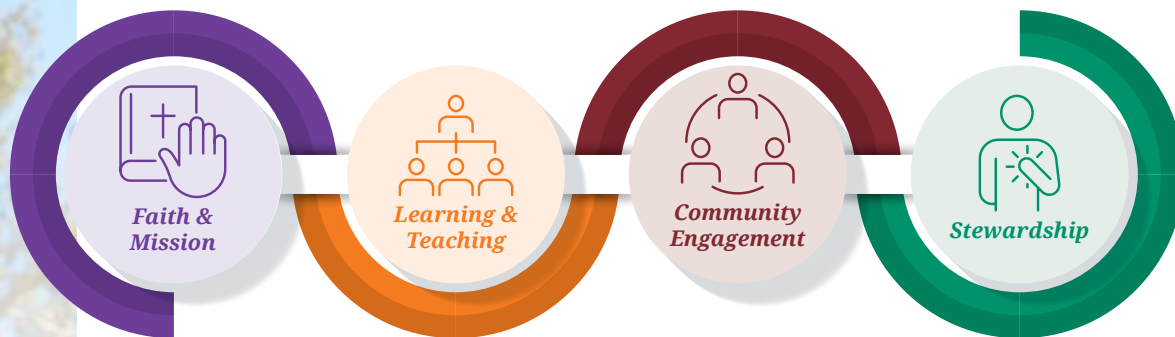 Faith &
Mission
Learning &
Teaching
Community
Engagement
Stewardship